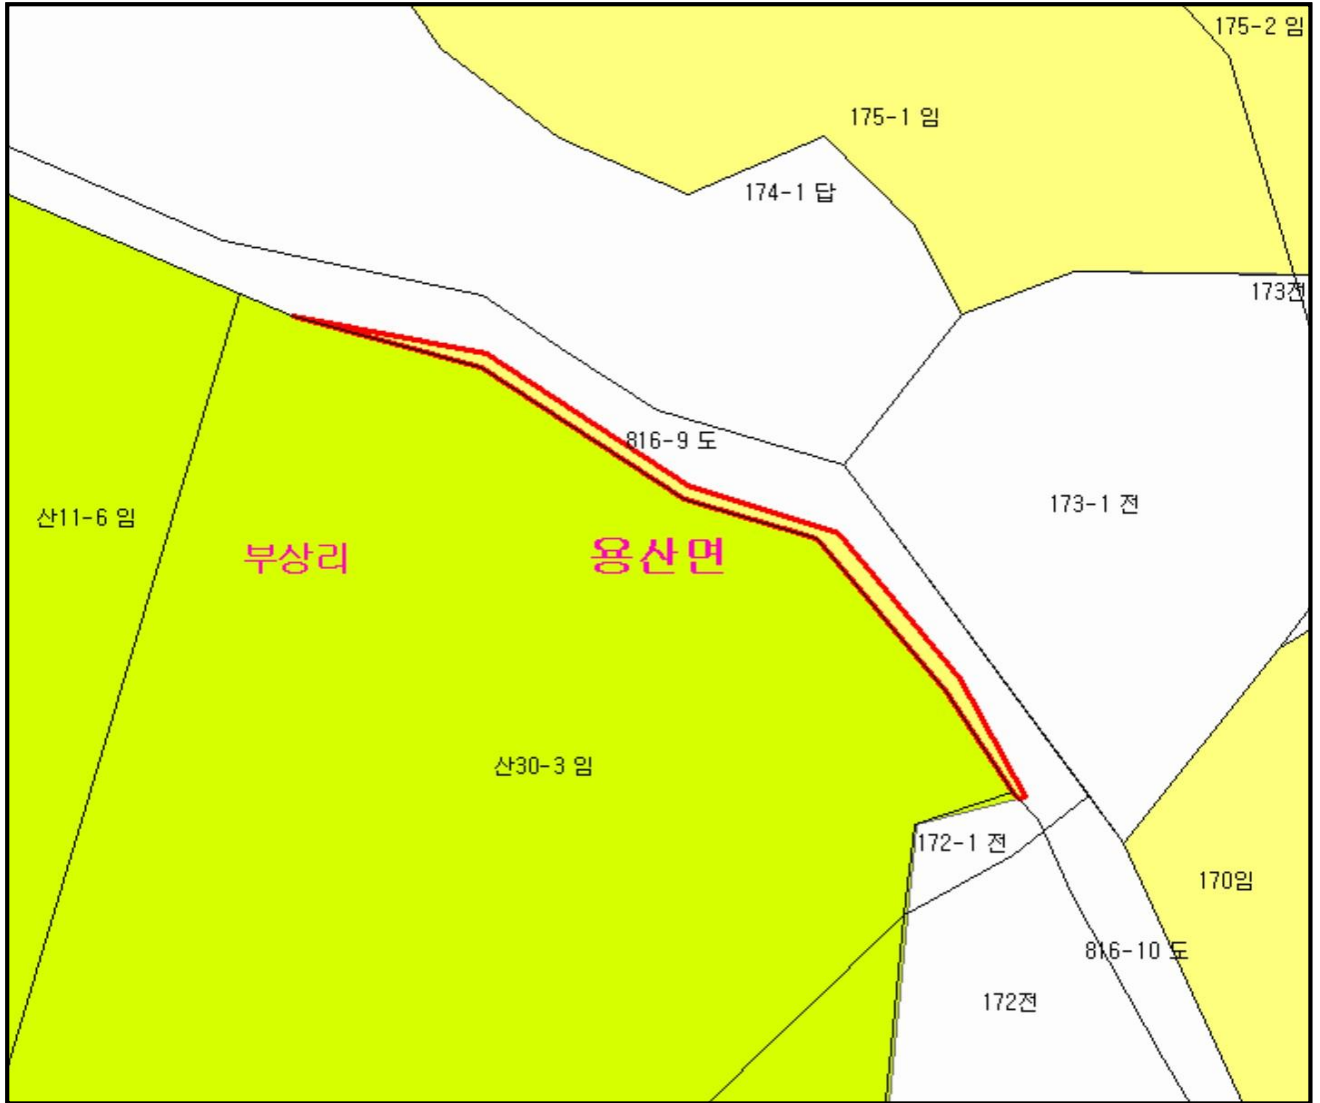 175-2 임
175-1 임
174-1 답
173전
816-9 도
173-1 전
산11-6 임
부상리
용산면
산30-3 임
172-1 전
170임
816-10 도
172전